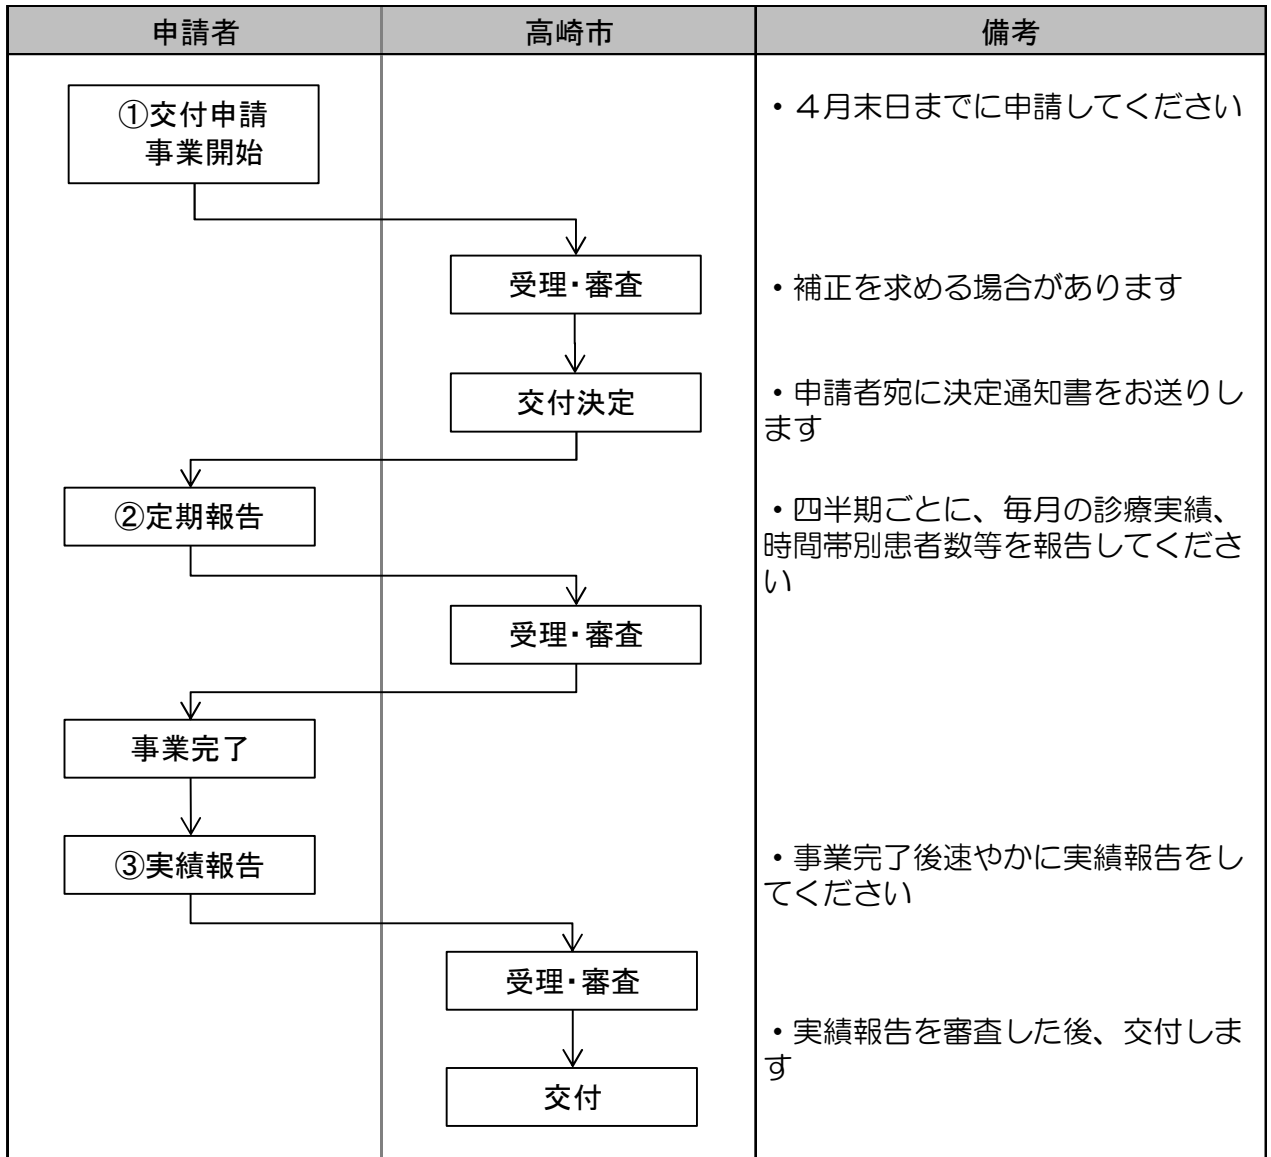 申請者
高崎市
備考
①交付申請
事業開始
・４月末日までに申請してください
受理・審査
・補正を求める場合があります
交付決定
・申請者宛に決定通知書をお送りし
ます
②定期報告
・四半期ごとに、毎月の診療実績、
時間帯別患者数等を報告してくださ
い
受理・審査
事業完了
③実績報告
・事業完了後速やかに実績報告をし
てください
受理・審査
・実績報告を審査した後、交付しま
す
交付